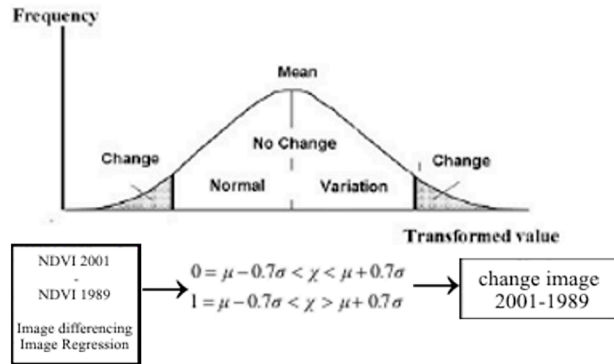 Frequency
Mean
No Change
Change
Change
Normal
Variation
Transformed value
NDVI 2001
-
NDVI 1989
Image differencing
Image Regression
0 = μ − 0.7σ < χ < μ + 0.7σ
1 = μ − 0.7σ < χ > μ + 0.7σ
change image
2001-1989